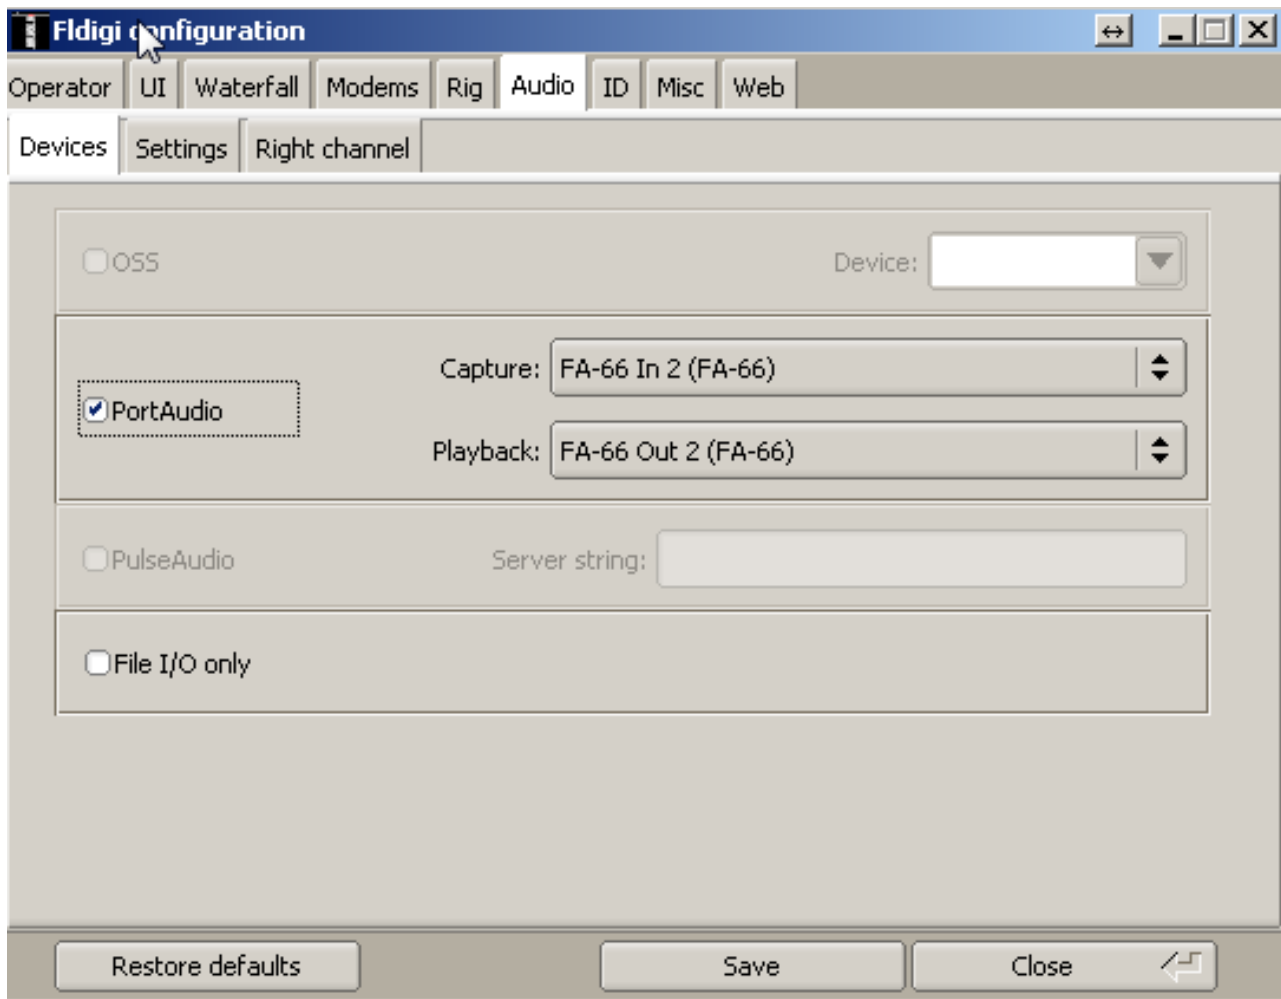 Fldigi configuration
Operator UI Waterfall Modems Rig Audio ID Misc Web
Devices Settings Right channel
OSS Device:
Capture: FA-66 In 2 (FA-66)
PortAudio
Playback: FA-66 Out 2 (FA-66)
PulseAudio Server string:
File I/O only
Restore defaults Save Close